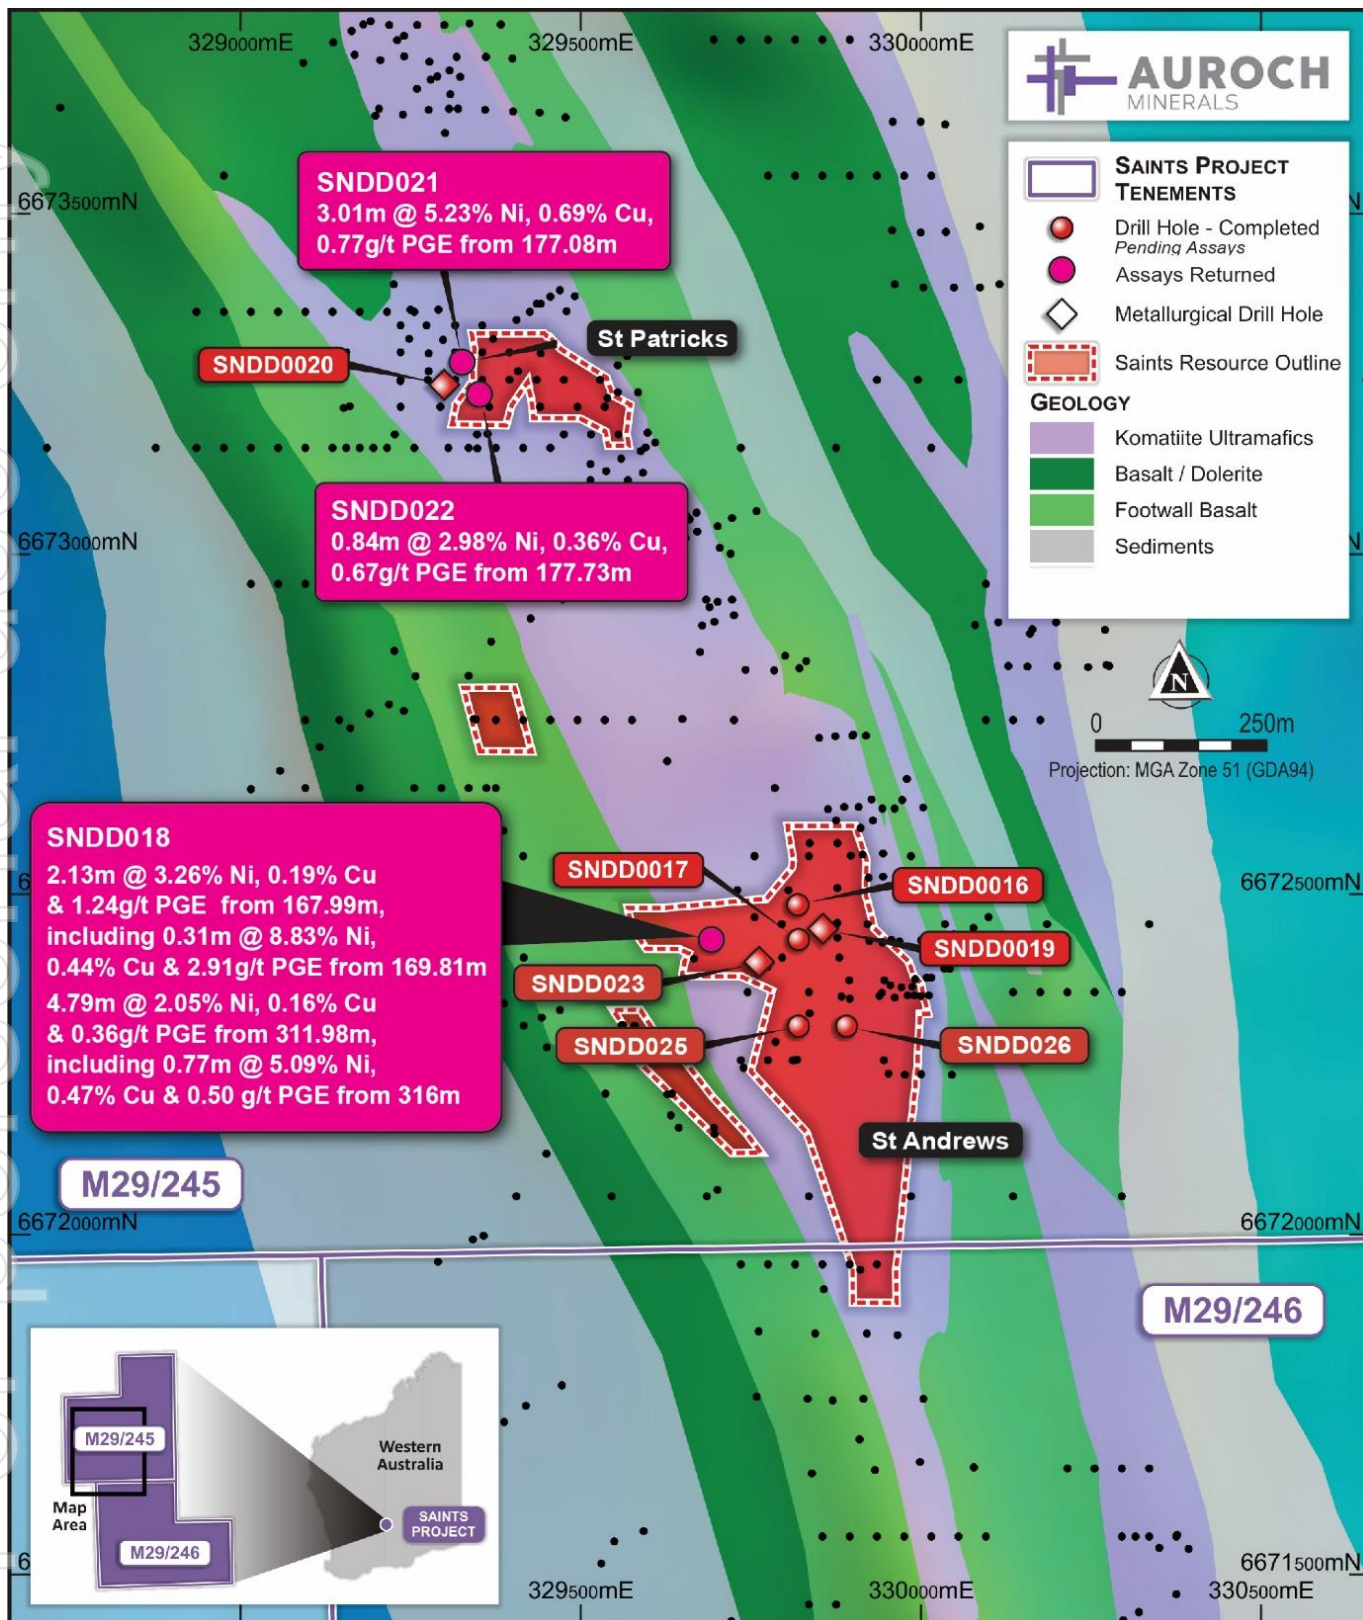 329000mE
329500mE
330000mE
AUROCH
MINERALS
SAINTS PROJECT
TENEMENTS
Drill Hole - Completed
Pending Assays
Assays Returned
Metallurgical Drill Hole
Saints Resource Outline
GEOLOGY
Komatiite Ultramafics
Basalt / Dolerite
Footwall Basalt
Sediments
6673500mN
N
SNDD021
3.01m @ 5.23% Ni, 0.69% Cu,
0.77g/t PGE from 177.08m
St Patricks
SNDD0020
SNDD022
0.84m @ 2.98% Ni, 0.36% Cu,
0.67g/t PGE from 177.73m
6673000mN
N
N
0 250m
Projection: MGA Zone 51 (GDA94)
SNDD018
2.13m @ 3.26% Ni, 0.19% Cu
& 1.24g/t PGE from 167.99m,
including 0.31m @ 8.83% Ni,
0.44% Cu & 2.91g/t PGE from 169.81m
4.79m @ 2.05% Ni, 0.16% Cu
& 0.36g/t PGE from 311.98m,
including 0.77m @ 5.09% Ni,
0.47% Cu & 0.50 g/t PGE from 316m
6
SNDD0017
SNDD0016
6672500mN
SNDD0019
SNDD023
SNDD025
SNDD026
St Andrews
M29/245
6672000mN
6672000mN
M29/246
M29/245
Map
Area
M29/246
Western
Australia
SAINTS
PROJECT
6
6671500mN
329500mE
330000mE
330500mE